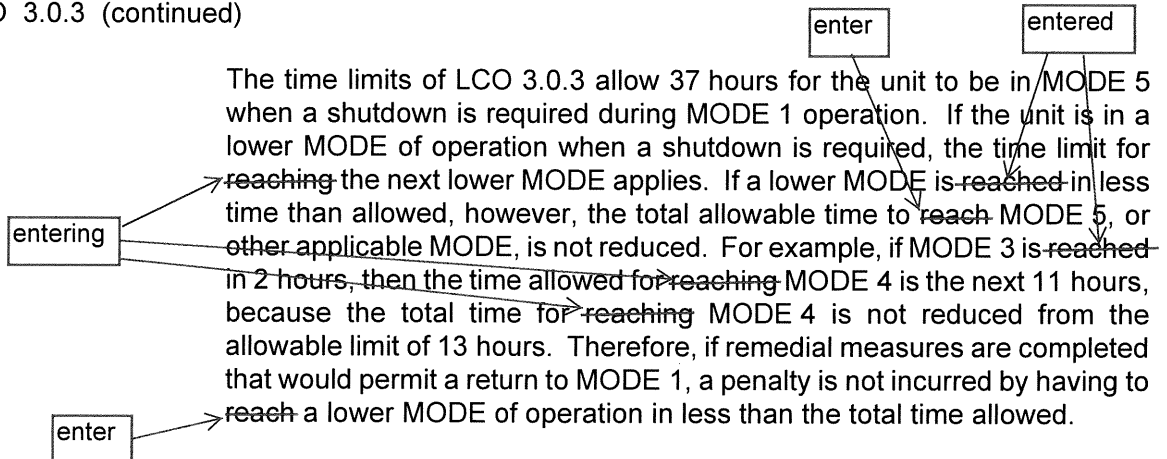 O 3.0.3 (continued)
enter
entered
The time limits of LCO 3.0.3 allow 37 hours for the unit to be in MODE 5
when a shutdown is required during MODE 1 operation. If the unit is in a
lower MODE of operation when a shutdown is required, the time limit for
reaching the next lower MODE applies. If a lower MODE is reached in less
time than allowed, however, the total allowable time to reach MODE 5, or
entering
other applicable MODE, is not reduced. For example, if MODE 3 is reached
in 2 hours, then the time allowed for reaching MODE 4 is the next 11 hours,
because the total time for reaching MODE 4 is not reduced from the
allowable limit of 13 hours. Therefore, if remedial measures are completed
that would permit a return to MODE 1, a penalty is not incurred by having to
reach a lower MODE of operation in less than the total time allowed.
enter